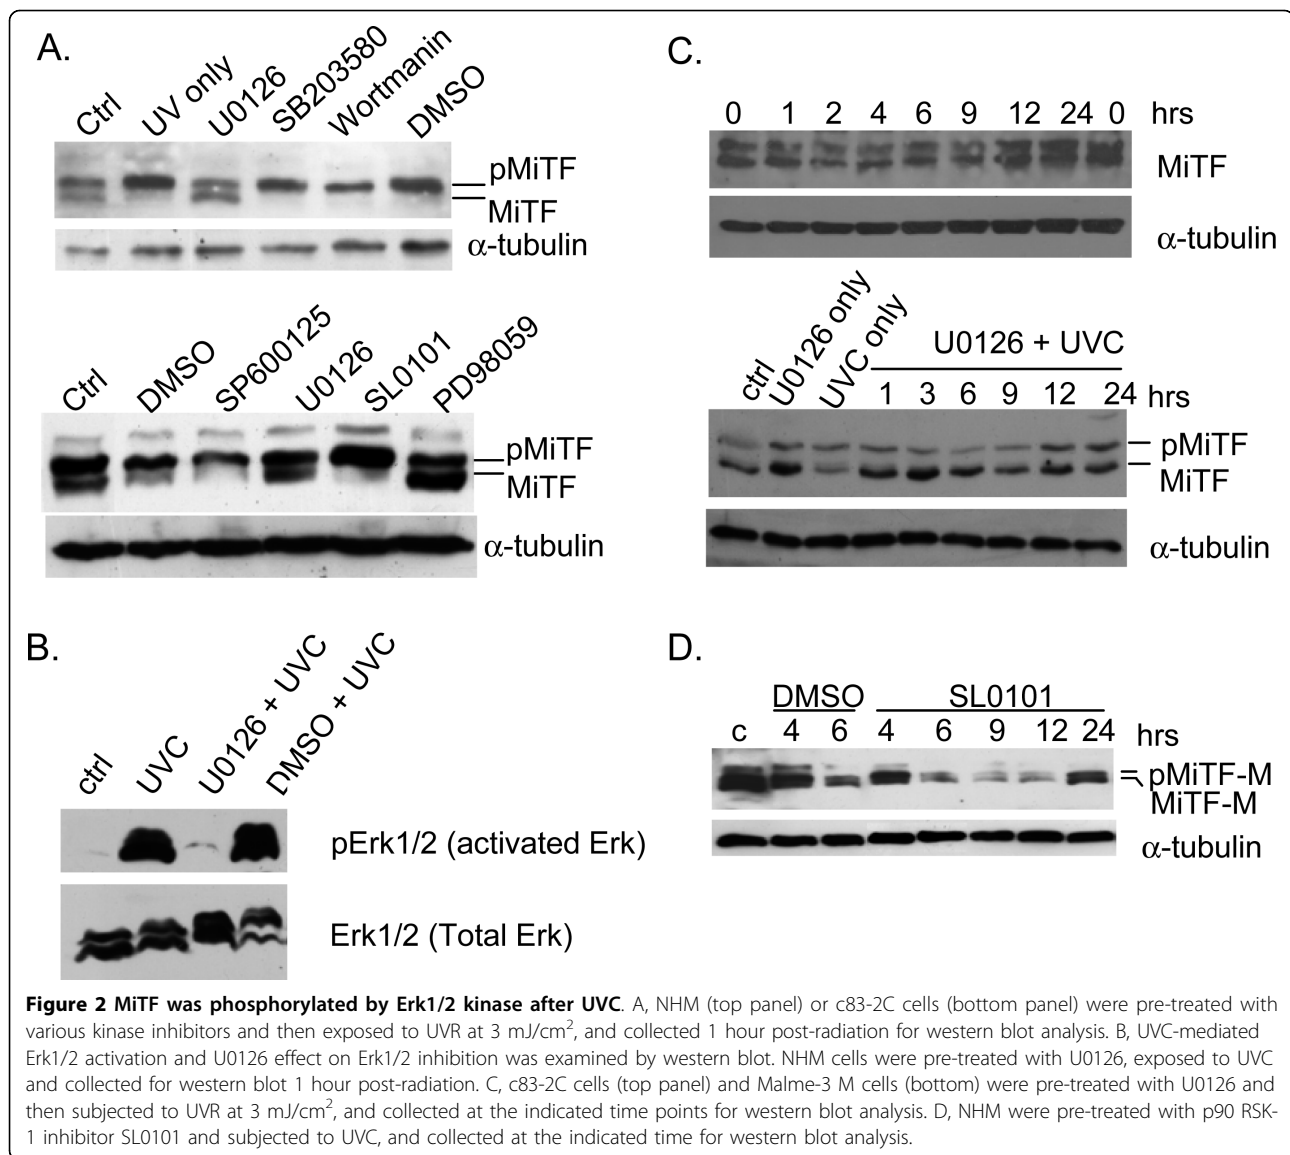 A.
Ctrl UV only U0126 SB203580 Wortmanin DMSO
pMiTF
MiTF
α-tubulin
Ctrl DMSO SP600125 U0126 SL0101 PD98059
pMiTF
MiTF
α-tubulin
B.
ctrl UVC U0126 + UVC DMSO + UVC
pErk1/2 (activated Erk)
Erk1/2 (Total Erk)
C.
0 1 2 4 6 9 12 24 0 hrs
MiTF
α-tubulin
ctrl U0126 only UVC only U0126 + UVC
1 3 6 9 12 24 hrs
pMiTF
MiTF
α-tubulin
D.
DMSO SL0101
c 4 6 4 6 9 12 24 hrs
pMiTF-M
MiTF-M
α-tubulin
Figure 2 MiTF was phosphorylated by Erk1/2 kinase after UVC. A, NHM (top panel) or c83-2C cells (bottom panel) were pre-treated with
various kinase inhibitors and then exposed to UVR at 3 mJ/cm², and collected 1 hour post-radiation for western blot analysis. B, UVC-mediated
Erk1/2 activation and U0126 effect on Erk1/2 inhibition was examined by western blot. NHM cells were pre-treated with U0126, exposed to UVC
and collected for western blot 1 hour post-radiation. C, c83-2C cells (top panel) and Malme-3 M cells (bottom) were pre-treated with U0126 and
then subjected to UVR at 3 mJ/cm², and collected at the indicated time points for western blot analysis. D, NHM were pre-treated with p90 RSK-
1 inhibitor SL0101 and subjected to UVC, and collected at the indicated time for western blot analysis.